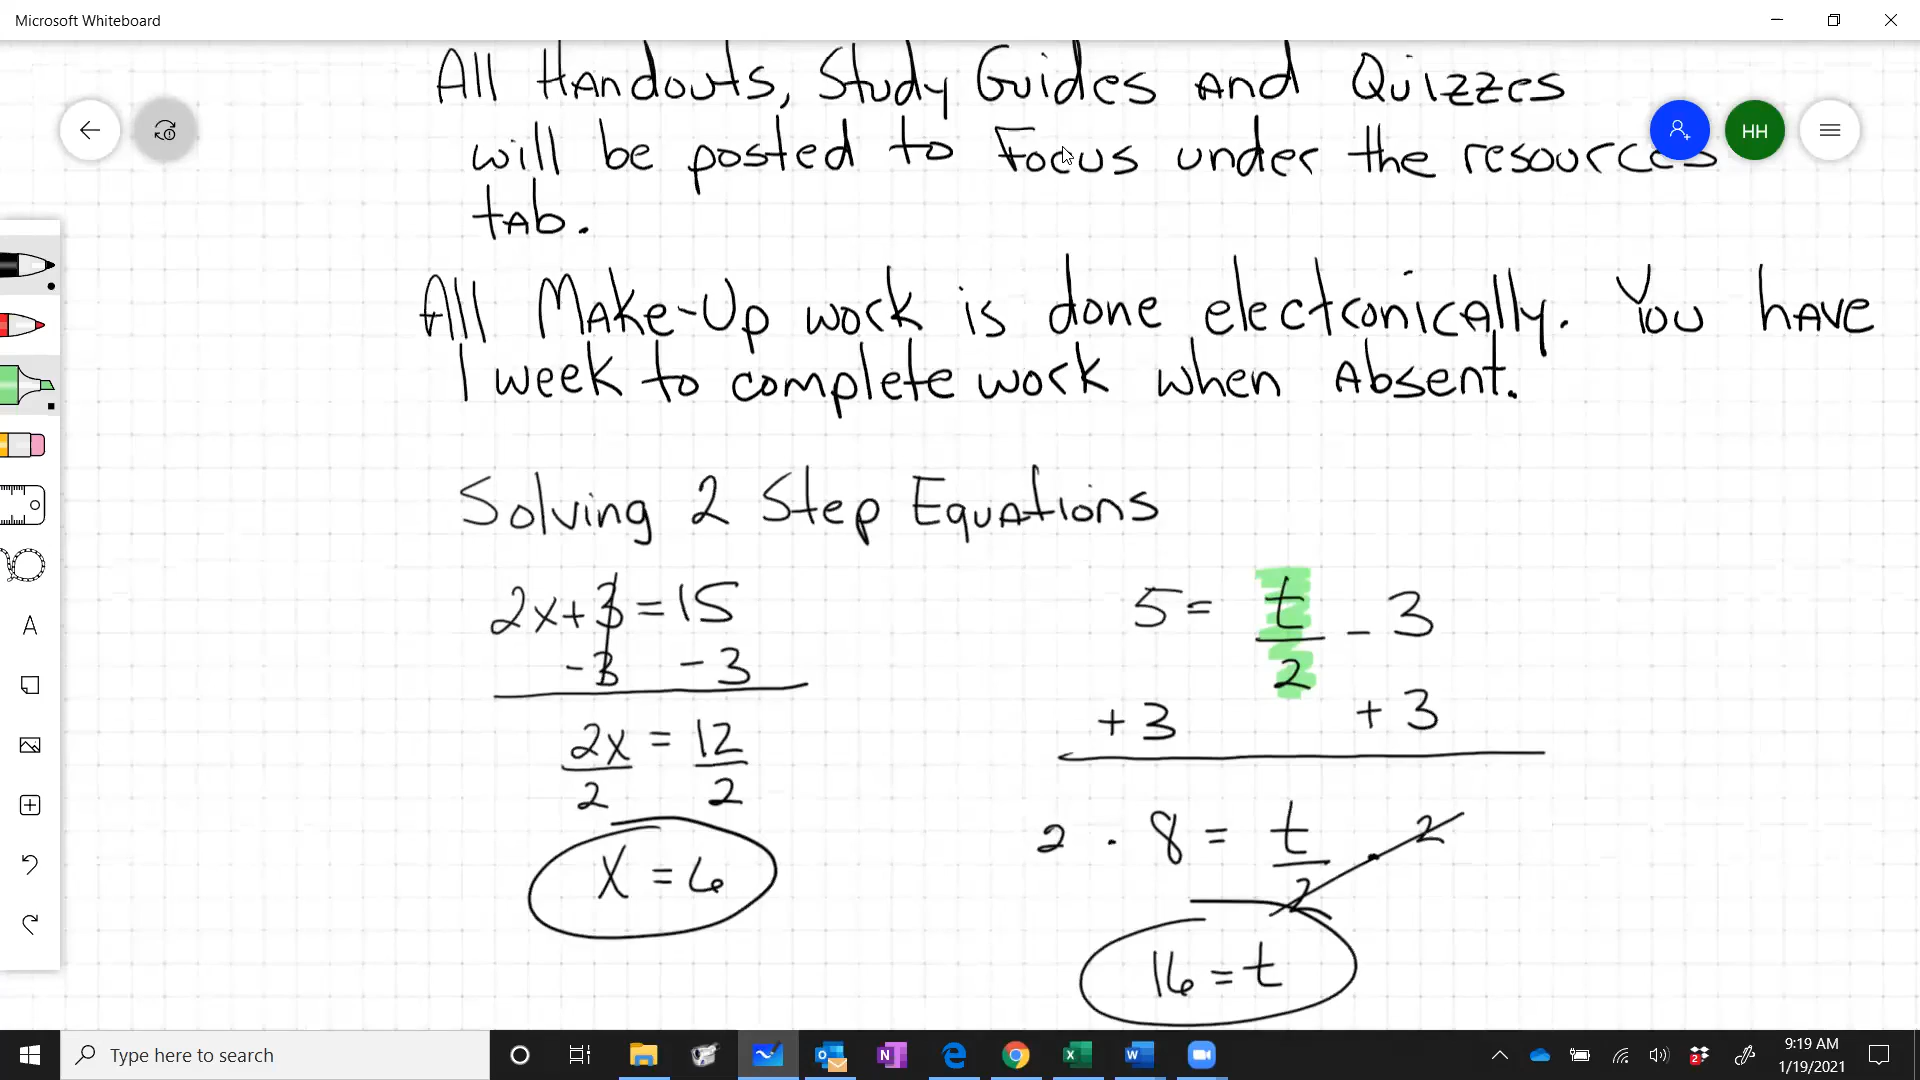 Microsoft Whiteboard
All Handouts, Study Guides and Quizzes
will be posted to Focus under the resources
tab.
HH
All Make-Up work is done electronically. You have
1 week to complete work when Absent.
Solving 2 Step Equations
2x+3=15
-3 -3
2x = 12
2 2
x = 6
5 = t - 3
2
+3 +3
2 · 8 = t · 2
2
16 = t
A
Type here to search
2
9:19 AM
1/19/2021